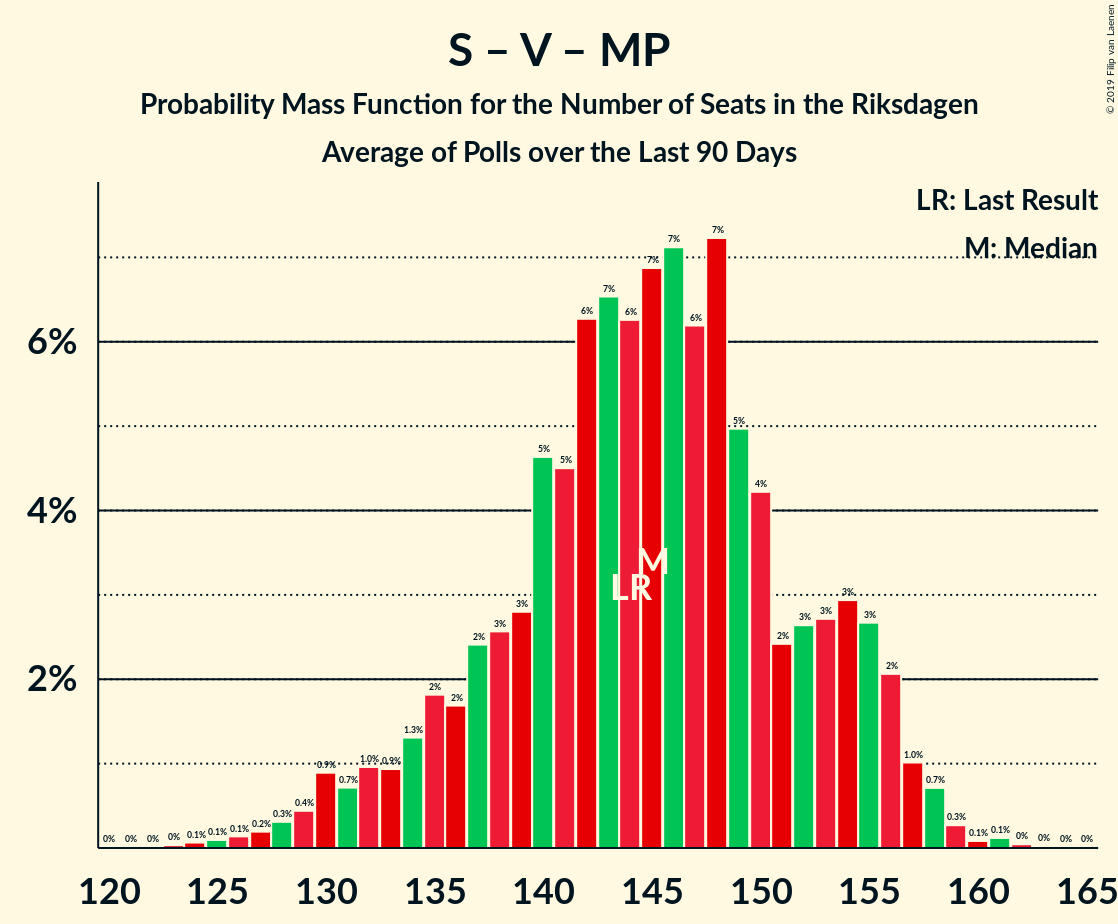 S – V – MP
Probability Mass Function for the Number of Seats in the Riksdagen
Average of Polls over the Last 90 Days
© 2019 Filip van Laenen
LR: Last Result
M: Median
6%
4%
2%
0% 0% 0% 0% 0.1% 0.1% 0.1% 0.2% 0.3% 0.4% 0.9% 0.7% 1.0% 0.9% 1.3% 2% 2% 2% 3% 3% 5% 5% 6% 7% 6% 7% 7% 6% 7% 5% 4% 2% 3% 3% 3% 3% 2% 1.0% 0.7% 0.3% 0.1% 0.1% 0% 0% 0% 0%
M
LR
120 125 130 135 140 145 150 155 160 165